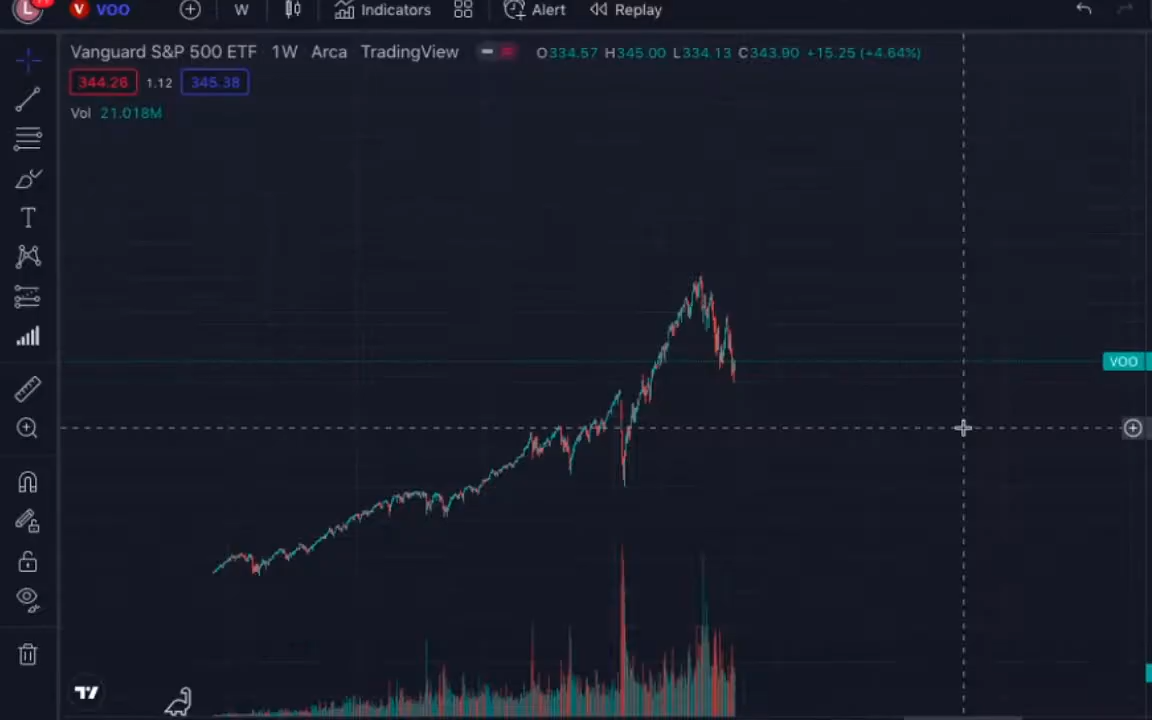 L V VOO W Indicators Alert Replay
Vanguard S&P 500 ETF 1W Arca TradingView O334.57 H345.00 L334.13 C343.90 +15.25 (+4.64%)
344.26 1.12 345.38
Vol 21.018M
T
VOO